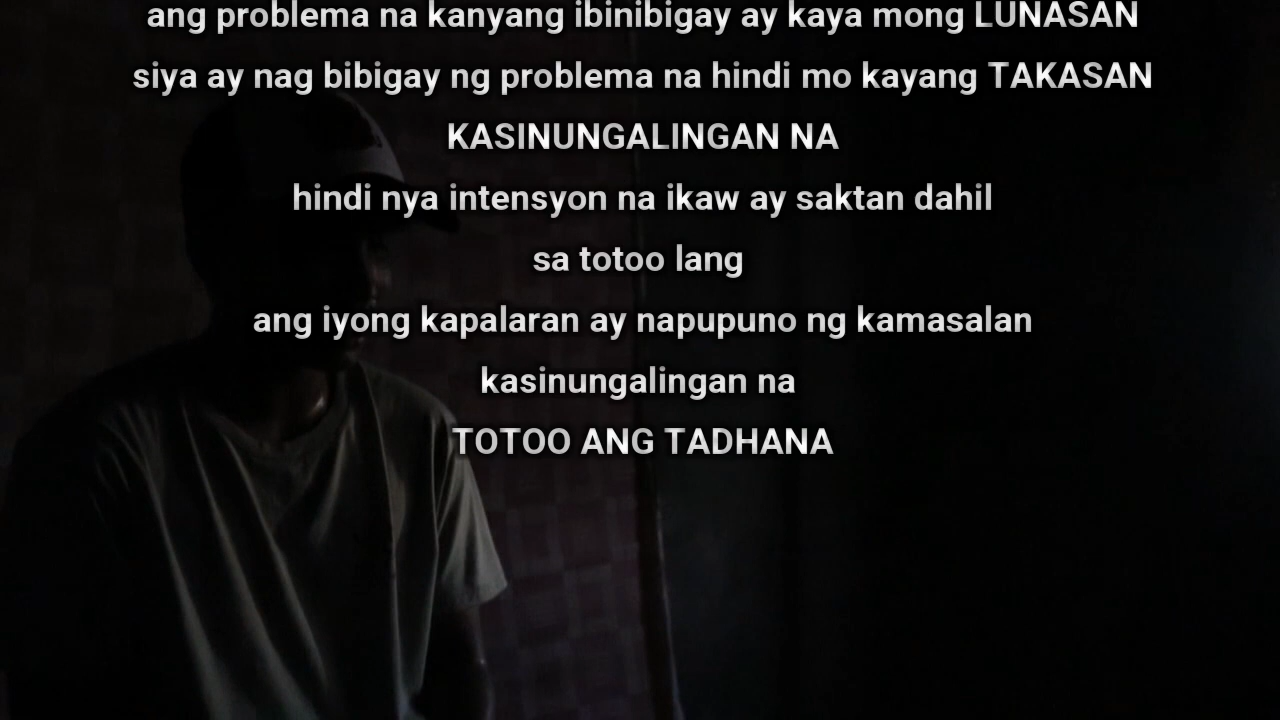 ang problema na kanyang ibinibigay ay kaya mong LUNASAN
siya ay nag bibigay ng problema na hindi mo kayang TAKASAN
KASINUNGALINGAN NA
hindi nya intensyon na ikaw ay saktan dahil
sa totoo lang
ang iyong kapalaran ay napupuno ng kamasalan
kasinungalingan na
TOTOO ANG TADHANA